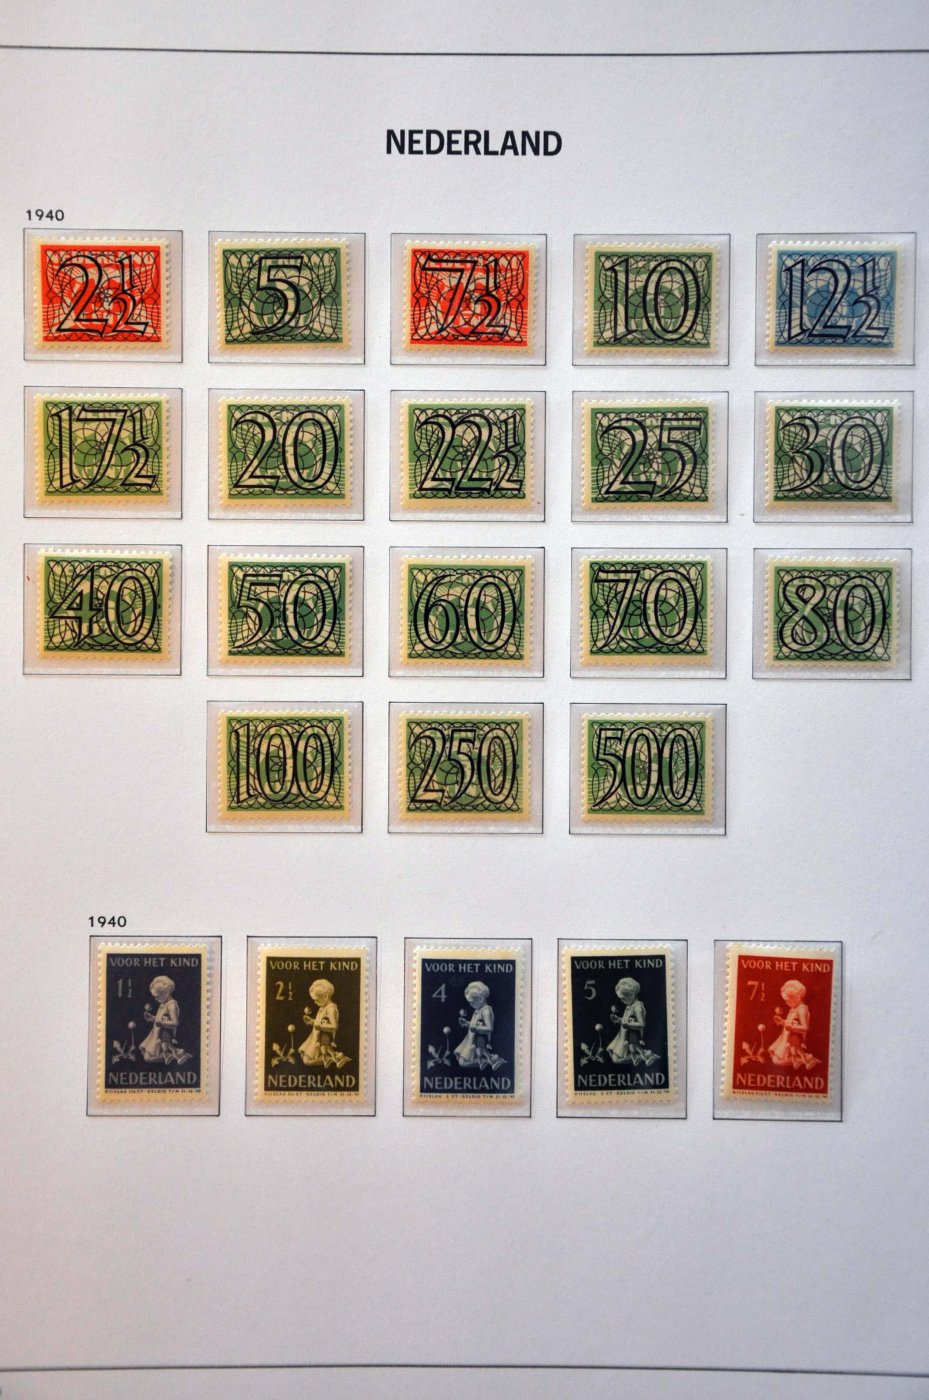 NEDERLAND
1940
2½ 5 7½ 10 12½
17½ 20 22½ 25 30
40 50 60 70 80
100 250 500
1940
VOOR HET KIND VOOR HET KIND VOOR HET KIND VOOR HET KIND VOOR HET KIND
1½ 2½ 4 5 7½
NEDERLAND NEDERLAND NEDERLAND NEDERLAND NEDERLAND